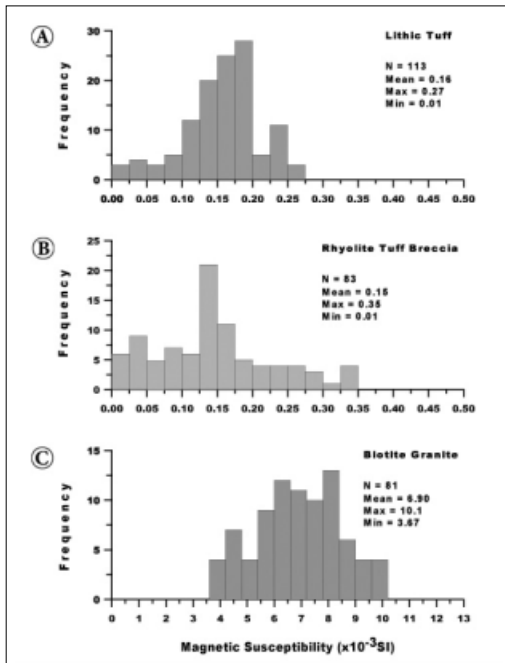 A
Lithic Tuff
N = 113
Mean = 0.16
Max = 0.27
Min = 0.01
Frequency
30
20
10
0
0.00 0.05 0.10 0.15 0.20 0.25 0.30 0.35 0.40 0.45 0.50
B
Rhyolite Tuff Breccia
N = 83
Mean = 0.15
Max = 0.35
Min = 0.01
Frequency
25
20
15
10
5
0
0.00 0.05 0.10 0.15 0.20 0.25 0.30 0.35 0.40 0.45 0.50
C
Biotite Granite
N = 81
Mean = 6.90
Max = 10.1
Min = 3.67
Frequency
15
10
5
0
0 1 2 3 4 5 6 7 8 9 10 11 12 13
Magnetic Susceptibility (x10-3SI)